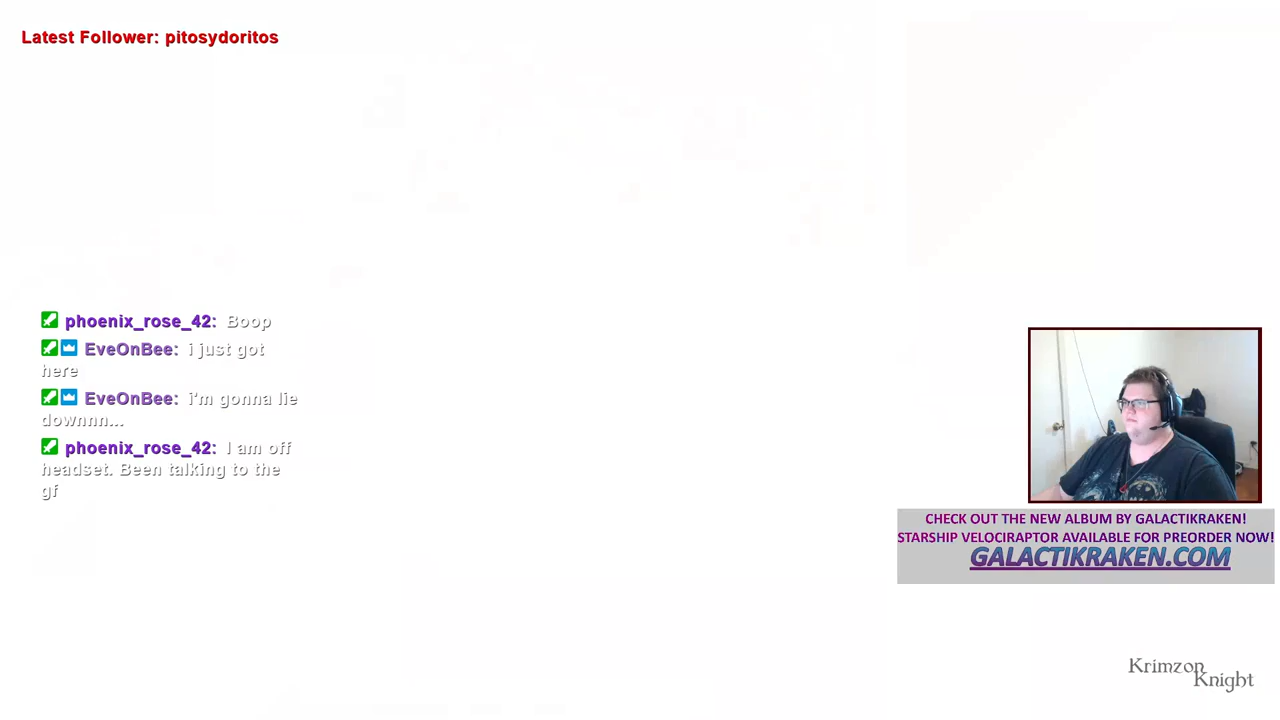 Latest Follower: pitosydoritos
phoenix_rose_42: Boop
EveOnBee: i just got
here
EveOnBee: i'm gonna lie
downnn...
phoenix_rose_42: I am off
headset. Been talking to the
gf
CHECK OUT THE NEW ALBUM BY GALACTIKRAKEN!
STARSHIP VELOCIRAPTOR AVAILABLE FOR PREORDER NOW!
GALACTIKRAKEN.COM
Krimzon
Knight